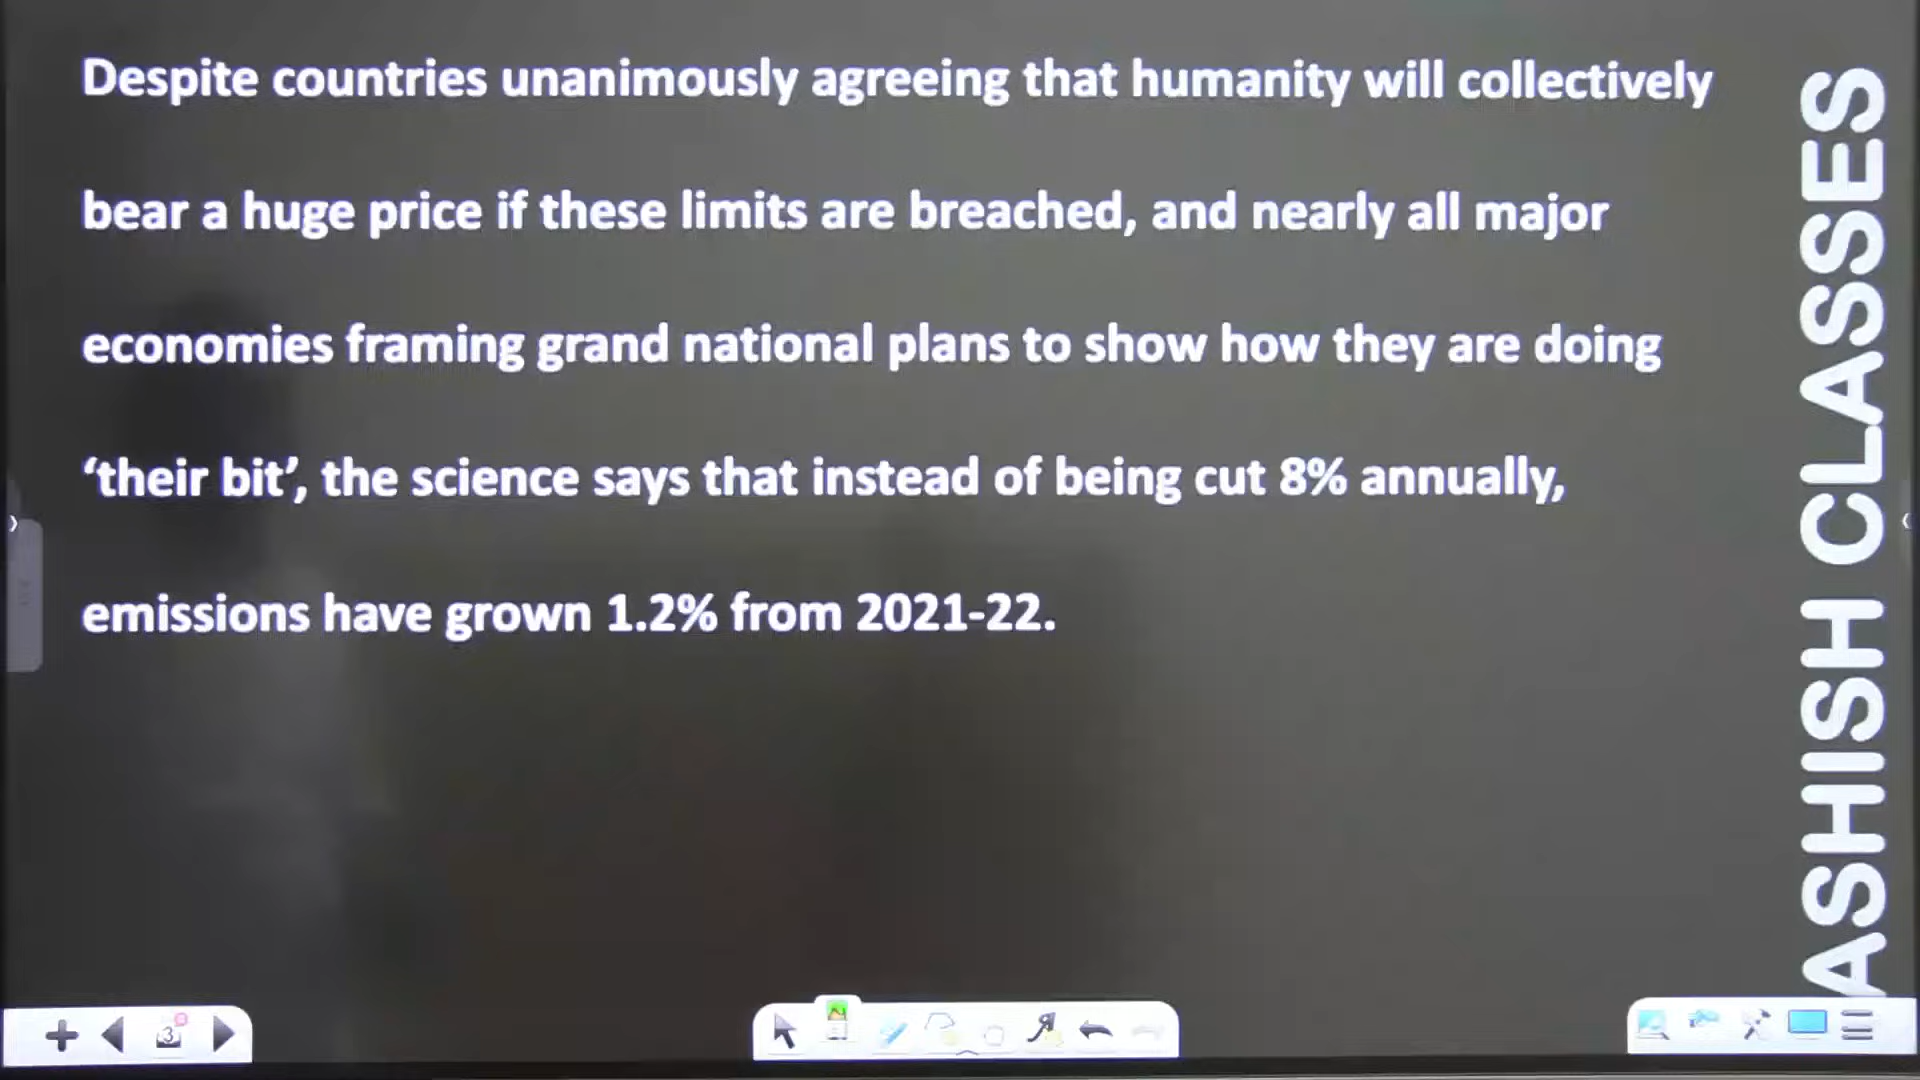 Despite countries unanimously agreeing that humanity will collectively
bear a huge price if these limits are breached, and nearly all major
economies framing grand national plans to show how they are doing
‘their bit’, the science says that instead of being cut 8% annually,
emissions have grown 1.2% from 2021-22.
ASHISH CLASSES
3